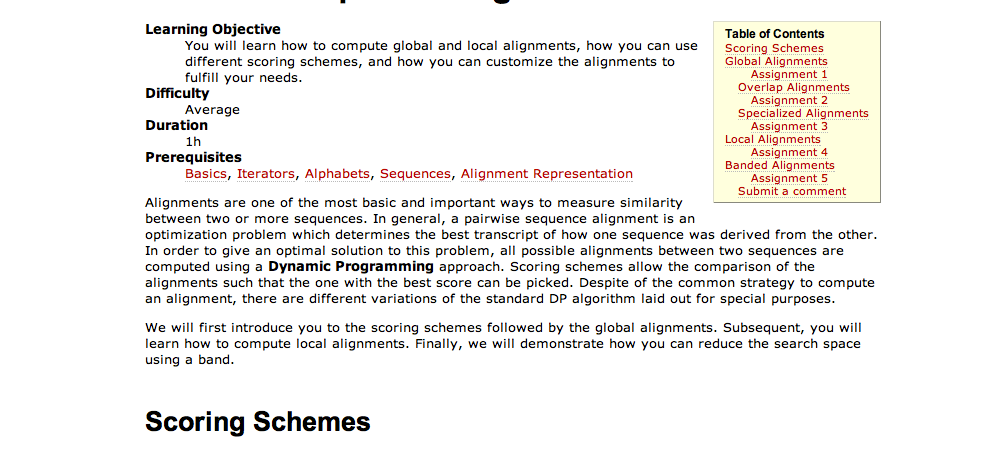 Learning Objective
You will learn how to compute global and local alignments, how you can use
different scoring schemes, and how you can customize the alignments to
fulfill your needs.
Difficulty
Average
Duration
1h
Prerequisites
Basics, Iterators, Alphabets, Sequences, Alignment Representation
Table of Contents
Scoring Schemes
Global Alignments
Assignment 1
Overlap Alignments
Assignment 2
Specialized Alignments
Assignment 3
Local Alignments
Assignment 4
Banded Alignments
Assignment 5
Submit a comment
Alignments are one of the most basic and important ways to measure similarity
between two or more sequences. In general, a pairwise sequence alignment is an
optimization problem which determines the best transcript of how one sequence was derived from the other.
In order to give an optimal solution to this problem, all possible alignments between two sequences are
computed using a Dynamic Programming approach. Scoring schemes allow the comparison of the
alignments such that the one with the best score can be picked. Despite of the common strategy to compute
an alignment, there are different variations of the standard DP algorithm laid out for special purposes.
We will first introduce you to the scoring schemes followed by the global alignments. Subsequent, you will
learn how to compute local alignments. Finally, we will demonstrate how you can reduce the search space
using a band.
Scoring Schemes